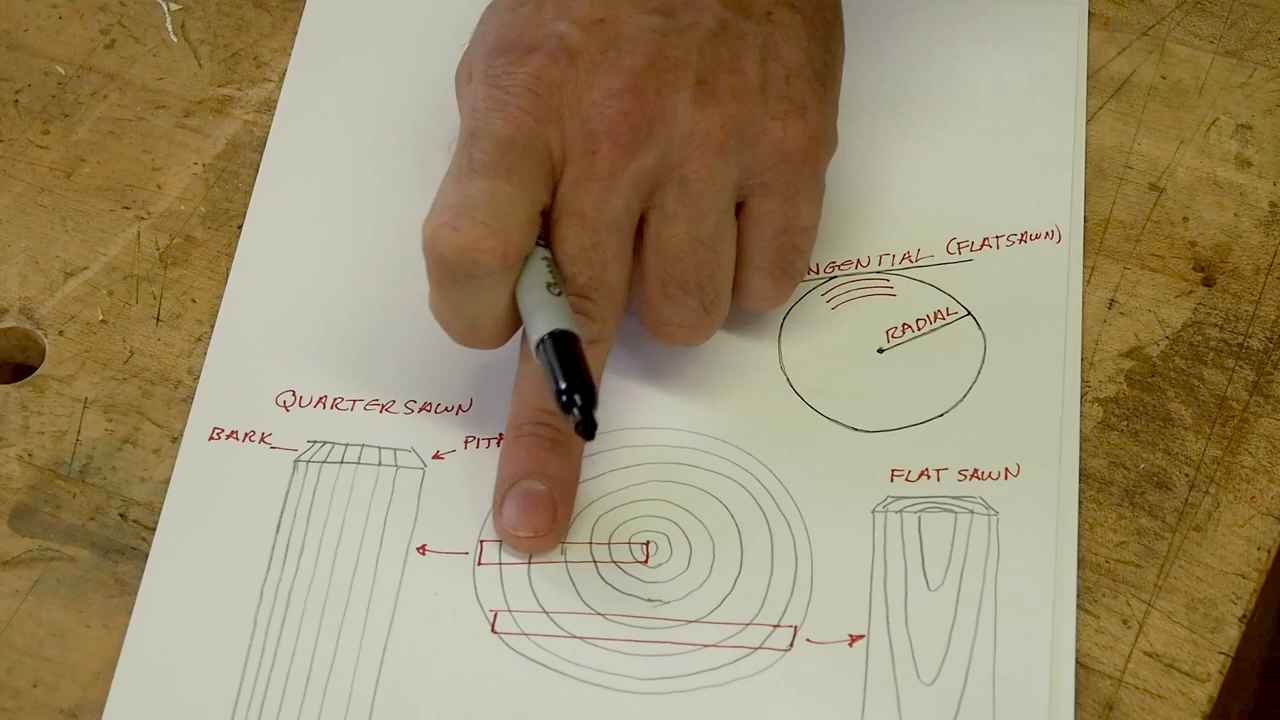 NGENTIAL (FLATSAWN)
RADIAL
QUARTERSAWN
BARK
FLAT SAWN